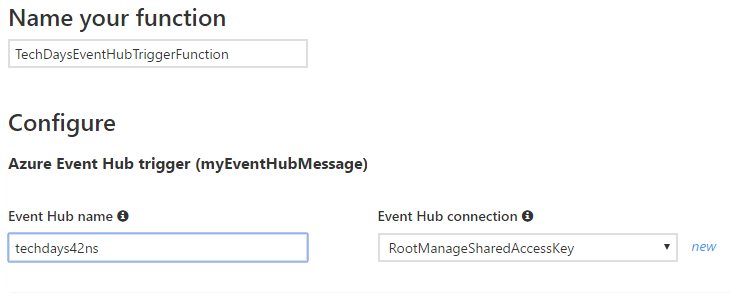 Name your function
TechDaysEventHubTriggerFunction
Configure
Azure Event Hub trigger (myEventHubMessage)
Event Hub name
Event Hub connection
techdays42ns
RootManageSharedAccessKey
new